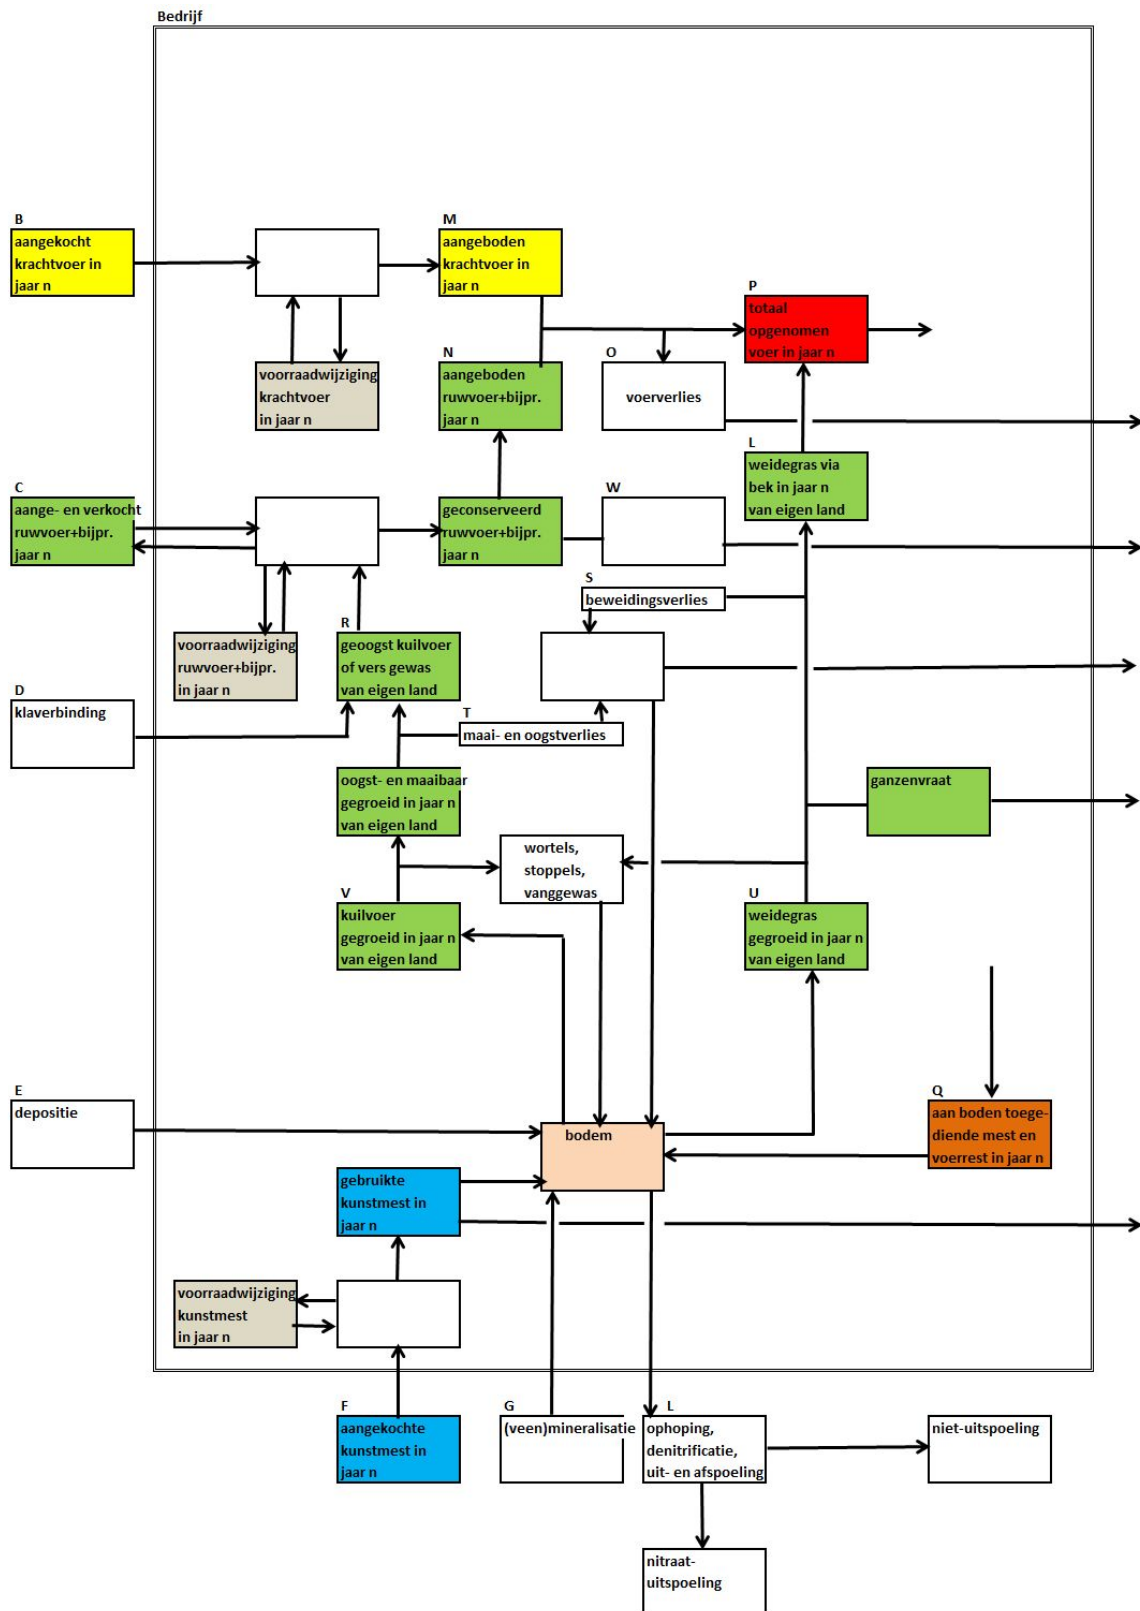 Bedrijf
B
aangekocht
krachtvoer in
jaar n
M
aangeboden
krachtvoer in
jaar n
P
totaal
opgenomen
voer in jaar n
voorraadwijziging
krachtvoer
in jaar n
N
aangeboden
ruwvoer+bijpr.
jaar n
O
voerverlies
L
weidegras via
bek in jaar n
van eigen land
C
aange- en verkocht
ruwvoer+bijpr.
jaar n
geconserveerd
ruwvoer+bijpr.
jaar n
W
S
beweidingsverlies
voorraadwijziging
ruwvoer+bijpr.
in jaar n
R
geoogst kuilvoer
of vers gewas
van eigen land
D
klaverbinding
T
maai- en oogstverlies
oogst- en maaibaar
gegroeid in jaar n
van eigen land
ganzenvraat
wortels,
stoppels,
vanggewas
V
kuilvoer
gegroeid in jaar n
van eigen land
U
weidegras
gegroeid in jaar n
van eigen land
E
depositie
bodem
Q
aan boden toege-
diende mest en
voerrest in jaar n
gebruikte
kunstmest in
jaar n
voorraadwijziging
kunstmest
in jaar n
F
aangekochte
kunstmest in
jaar n
G
(veen)mineralisatie
L
ophoping,
denitrificatie,
uit- en afspoeling
niet-uitspoeling
nitraat-
uitspoeling